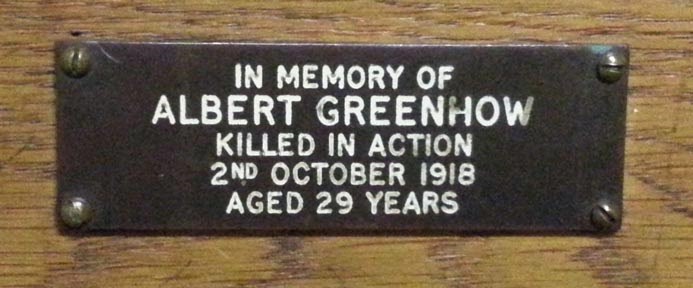 IN MEMORY OF
ALBERT GREENHOW
KILLED IN ACTION
2ND OCTOBER 1918
AGED 29 YEARS